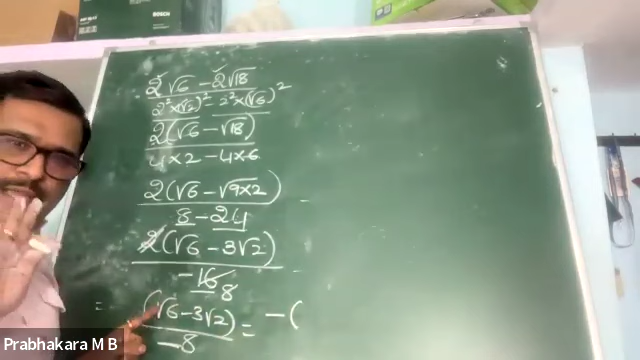 BOSCH
2√6 - 2√18
2²×(√2)² 2²×(√6)²
2(√6 - √18)
4×2 - 4×6
2(√6 - √9×2)
8 - 24
2(√6 - 3√2)
-16
8
= (√6 - 3√2) = -(
-8
Prabhakara M B